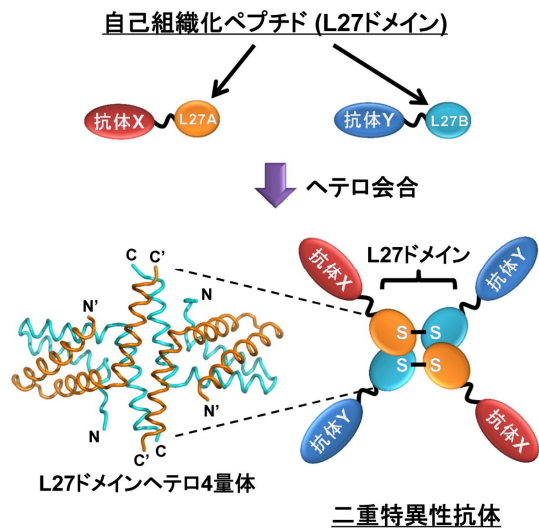 自己組織化ペプチド (L27ドメイン)
抗体X
L27A
抗体Y
L27B
ヘテロ会合
L27ドメイン
抗体X
抗体Y
S
S
S
S
抗体Y
抗体X
二重特異性抗体
C
C'
N'
N
N
N'
C'
C
L27ドメインヘテロ4量体